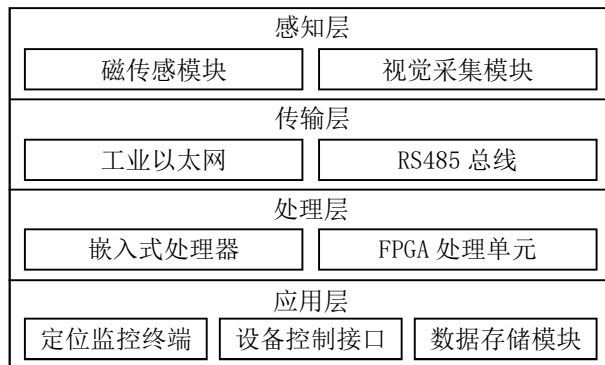 感知层
磁传感模块 视觉采集模块
传输层
工业以太网 RS485 总线
处理层
嵌入式处理器 FPGA 处理单元
应用层
定位监控终端 设备控制接口 数据存储模块